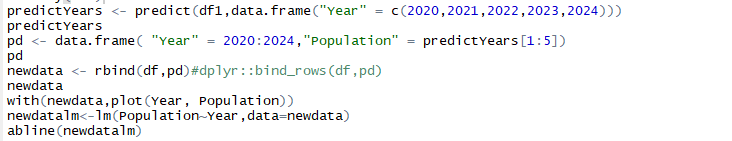 predictYears <- predict(df1,data.frame("Year" = c(2020,2021,2022,2023,2024)))
predictYears
pd <- data.frame( "Year" = 2020:2024,"Population" = predictYears[1:5])
pd
newdata <- rbind(df,pd)#dplyr::bind_rows(df,pd)
newdata
with(newdata,plot(Year, Population))
newdatalm<-lm(Population~Year,data=newdata)
abline(newdatalm)